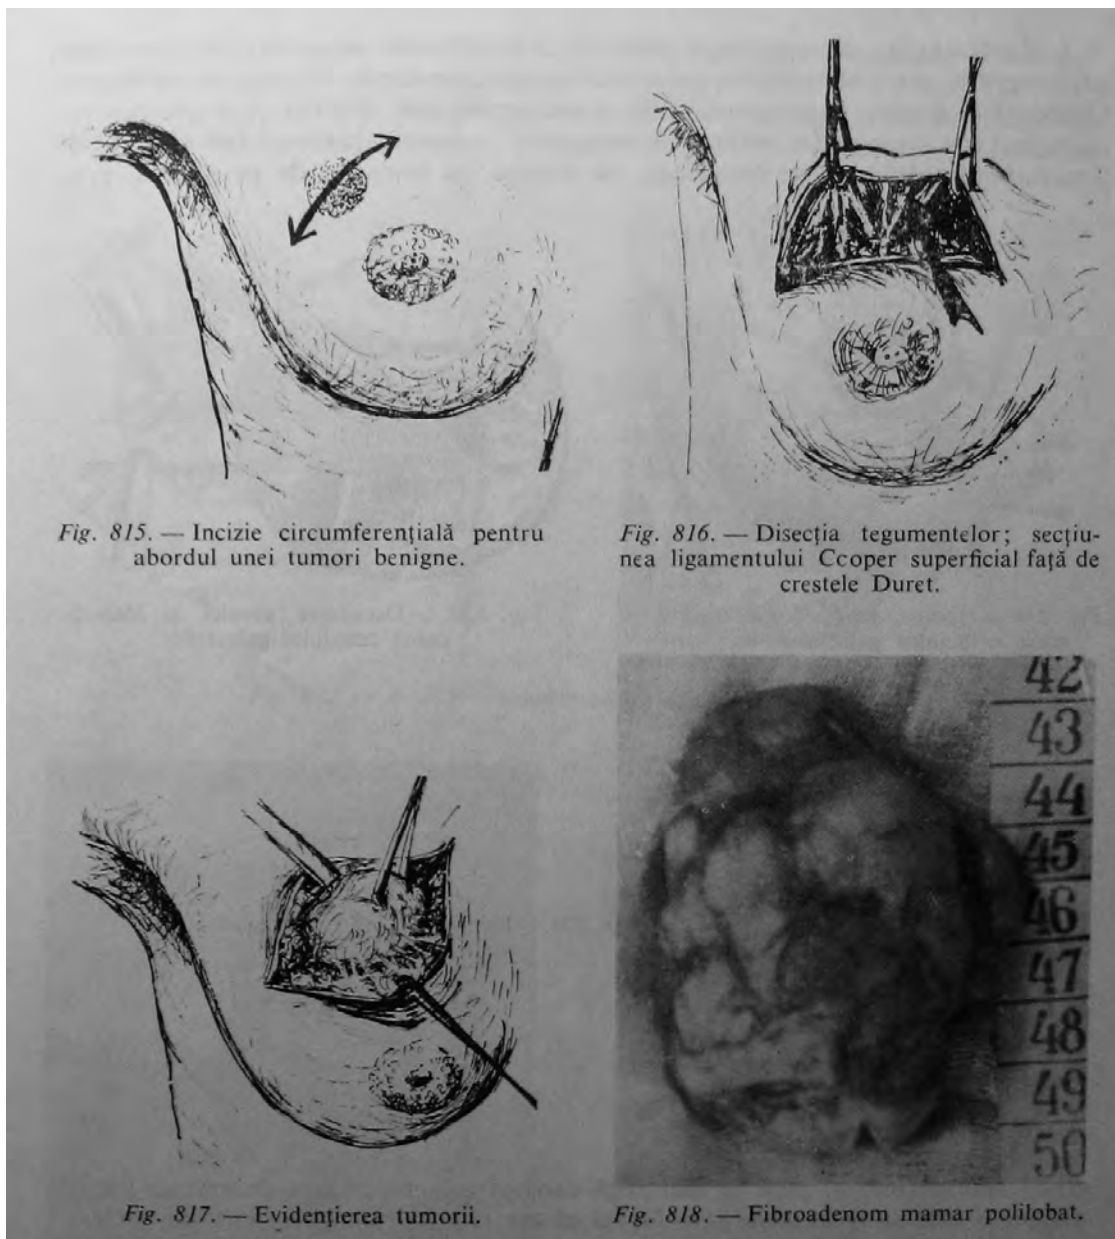 Fig. 815. — Incizie circumferențială pentru
abordul unei tumori benigne.
Fig. 816. — Disecția tegumentelor; secțiu-
nea ligamentului Ccoper superficial față de
crestele Duret.
42
43
44
45
46
47
48
49
50
Fig. 817. — Evidențierea tumorii.
Fig. 818. — Fibroadenom mamar polilobat.